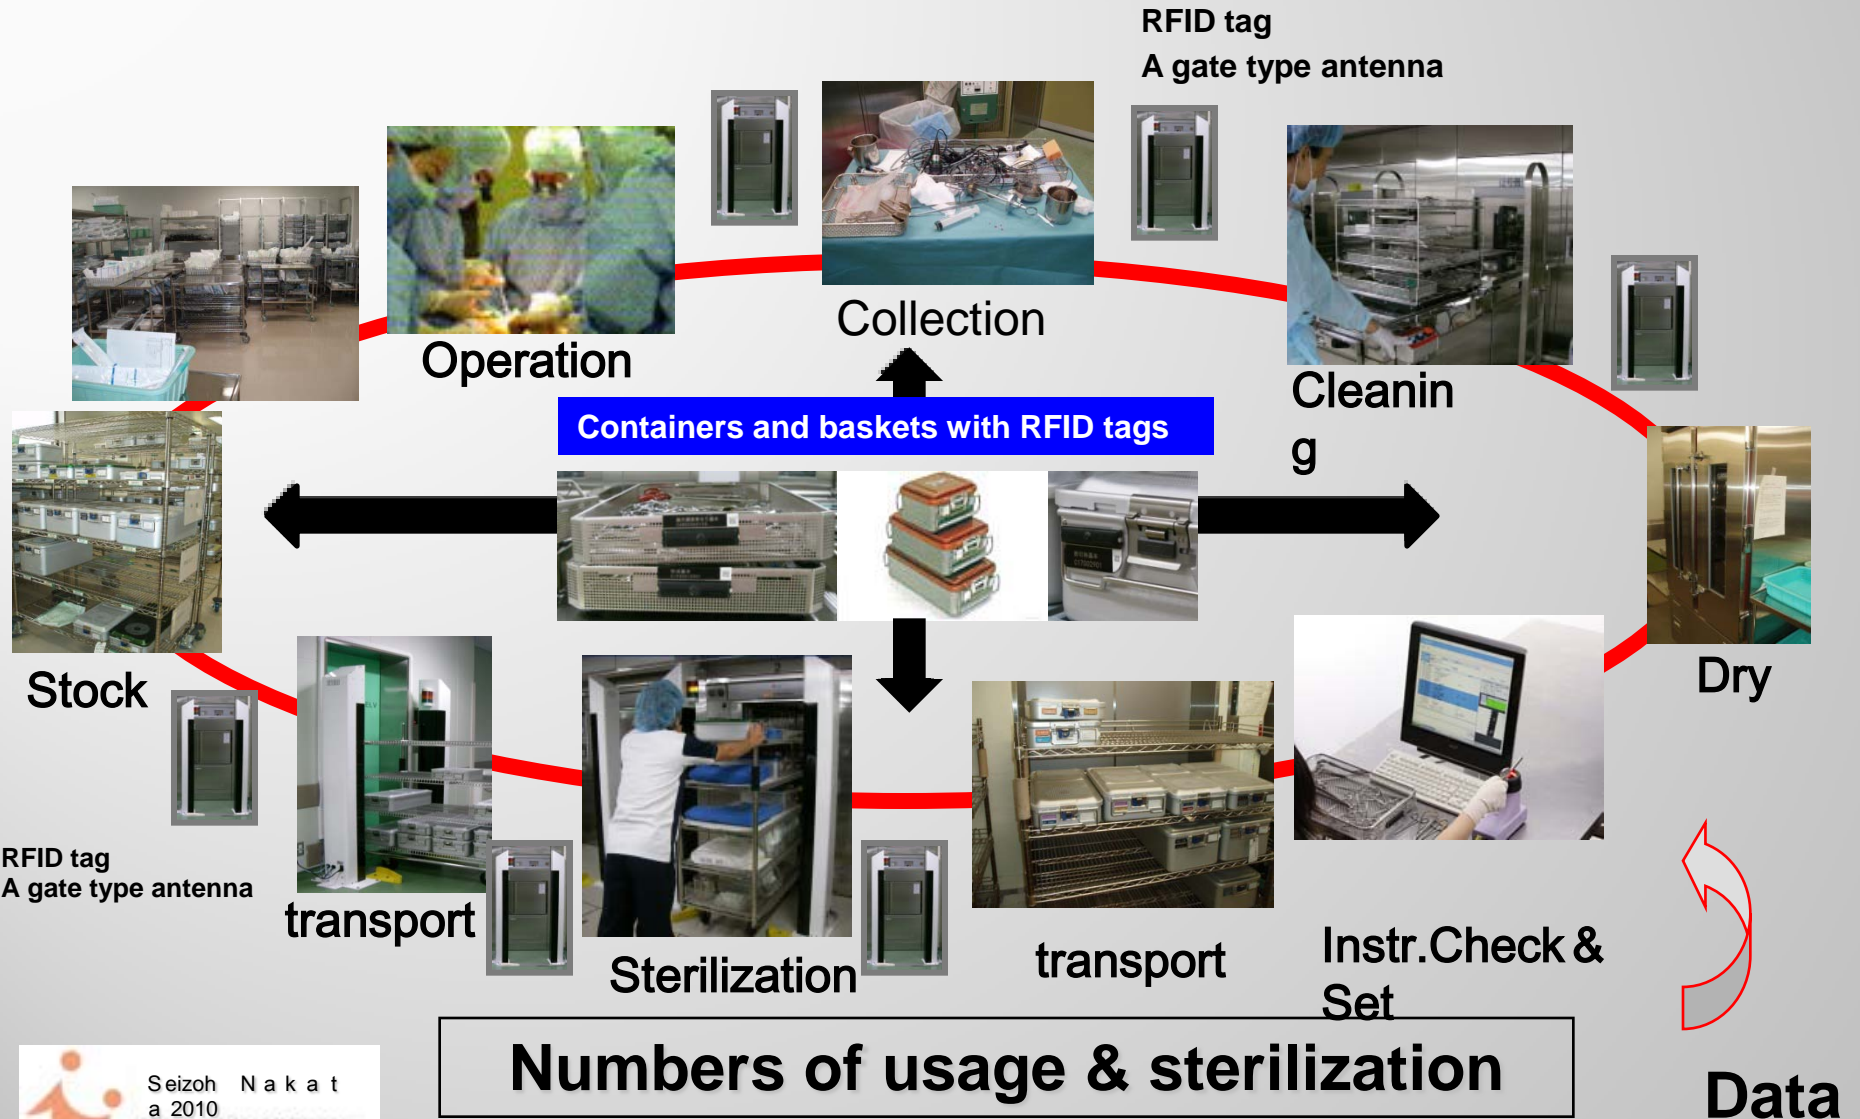 RFID tag
A gate type antenna
Operation
Collection
Cleanin
g
Containers and baskets with RFID tags
Stock
Dry
RFID tag
A gate type antenna
transport
Sterilization
transport
Instr.Check &
Set
Numbers of usage & sterilization
Seizoh Nakat
a 2010
Data